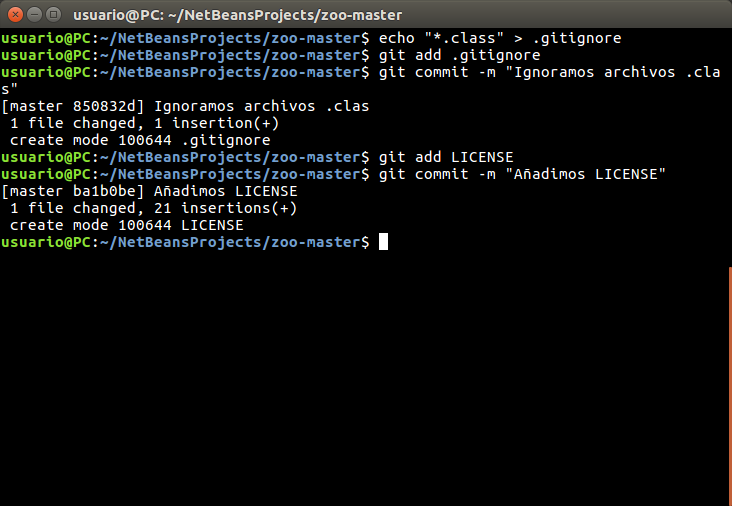 usuario@PC: ~/NetBeansProjects/zoo-master
usuario@PC:~/NetBeansProjects/zoo-master$ echo "*.class" > .gitignore
usuario@PC:~/NetBeansProjects/zoo-master$ git add .gitignore
usuario@PC:~/NetBeansProjects/zoo-master$ git commit -m "Ignoramos archivos .cla
s"
[master 850832d] Ignoramos archivos .clas
 1 file changed, 1 insertion(+)
 create mode 100644 .gitignore
usuario@PC:~/NetBeansProjects/zoo-master$ git add LICENSE
usuario@PC:~/NetBeansProjects/zoo-master$ git commit -m "Añadimos LICENSE"
[master ba1b0be] Añadimos LICENSE
 1 file changed, 21 insertions(+)
 create mode 100644 LICENSE
usuario@PC:~/NetBeansProjects/zoo-master$